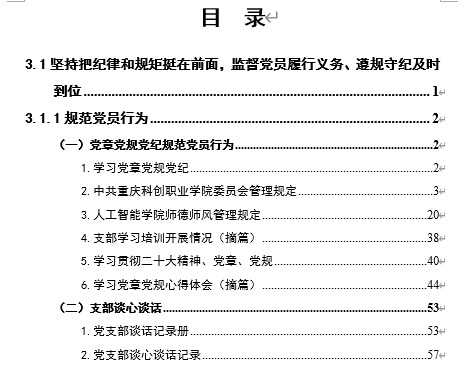 目 录
3.1 坚持把纪律和规矩挺在前面，监督党员履行义务、遵规守纪及时
到位 1
3.1.1 规范党员行为 2
（一）党章党规党纪规范党员行为 2
1.学习党章党规党纪 2
2.中共重庆科创职业学院委员会管理规定 3
3.人工智能学院师德师风管理规定 20
4.支部学习培训开展情况（摘篇） 38
5.学习贯彻二十大精神、党章、党规 40
6.学习党章党规心得体会（摘篇） 44
（二）支部谈心谈话 53
1.党支部谈话记录册 53
2.党支部谈心谈话记录 57